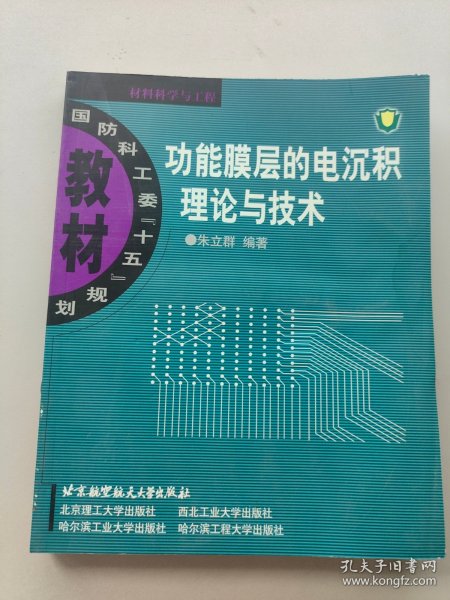 材料科学与工程
国防科工委『十五』规划
教材
功能膜层的电沉积
理论与技术
●朱立群 编著
北京航空航天大学出版社
北京理工大学出版社 西北工业大学出版社
哈尔滨工业大学出版社 哈尔滨工程大学出版社
孔夫子旧书网
www.kongfz.com